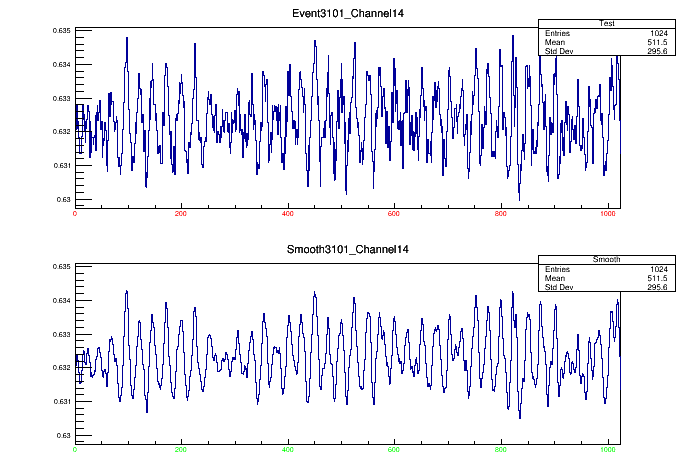 Event3101_Channel14
Test
Entries 1024
Mean 511.5
Std Dev 295.6
0.635
0.634
0.633
0.632
0.631
0.63
0 200 400 600 800 1000
Smooth3101_Channel14
Smooth
Entries 1024
Mean 511.5
Std Dev 295.6
0.635
0.634
0.633
0.632
0.631
0.63
0 200 400 600 800 1000